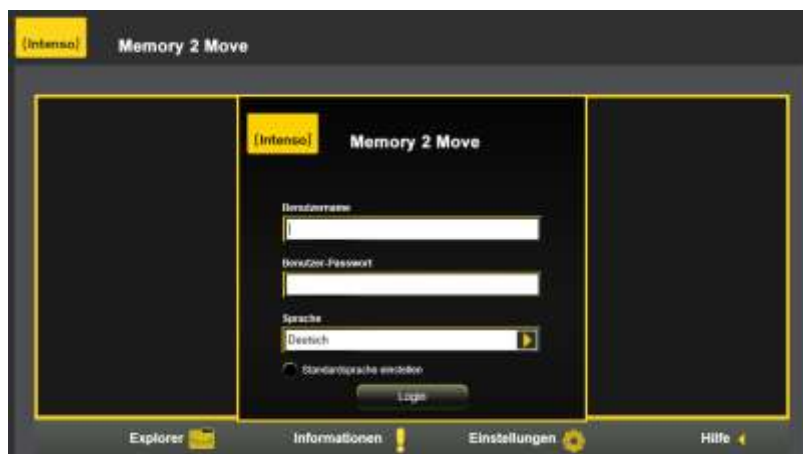 (Intenso)
Memory 2 Move
(Intenso)
Memory 2 Move
Benutzername
Benutzer-Passwort
Sprache
Deutsch
Standardsprache einstellen
Login
Explorer
Informationen
Einstellungen
Hilfe